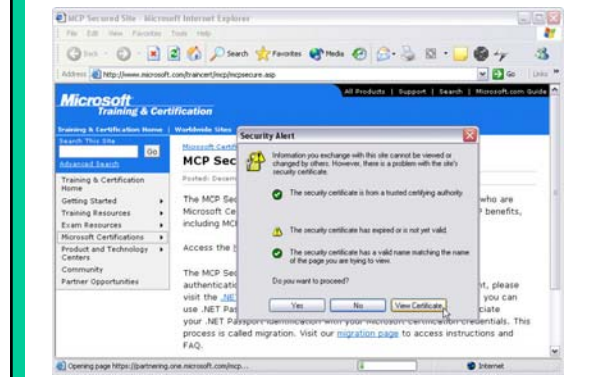 MCP Secured Site - Microsoft Internet Explorer
File Edit View Favorites Tools Help
Back Search Favorites Media
Address http://www.microsoft.com/traincert/mcp/mcpsecure.asp Go Links
All Products | Support | Search | Microsoft.com Guide
Microsoft
Training & Certification
Training & Certification Home | Worldwide Sites
Search This Site
Go
Advanced Search
Training & Certification
Home
Getting Started
Training Resources
Exam Resources
Microsoft Certifications
Product and Technology
Centers
Community
Partner Opportunities
Microsoft Certif
MCP Sec
Posted: Decem
The MCP Sec
who are
Microsoft Ce
benefits,
including MC
Access the
The MCP Sec
authenticatio
nt, please
visit the .NE
you can
use .NET Pas
ciate
your .NET Passport identification with your Microsoft certification credentials. This
process is called migration. Visit our migration page to access instructions and
FAQ.
Security Alert
Information you exchange with this site cannot be viewed or
changed by others. However, there is a problem with the site's
security certificate.
The security certificate is from a trusted certifying authority.
The security certificate has expired or is not yet valid.
The security certificate has a valid name matching the name
of the page you are trying to view.
Do you want to proceed?
Yes No View Certificate
Opening page https://partnering.one.microsoft.com/mcp... Internet